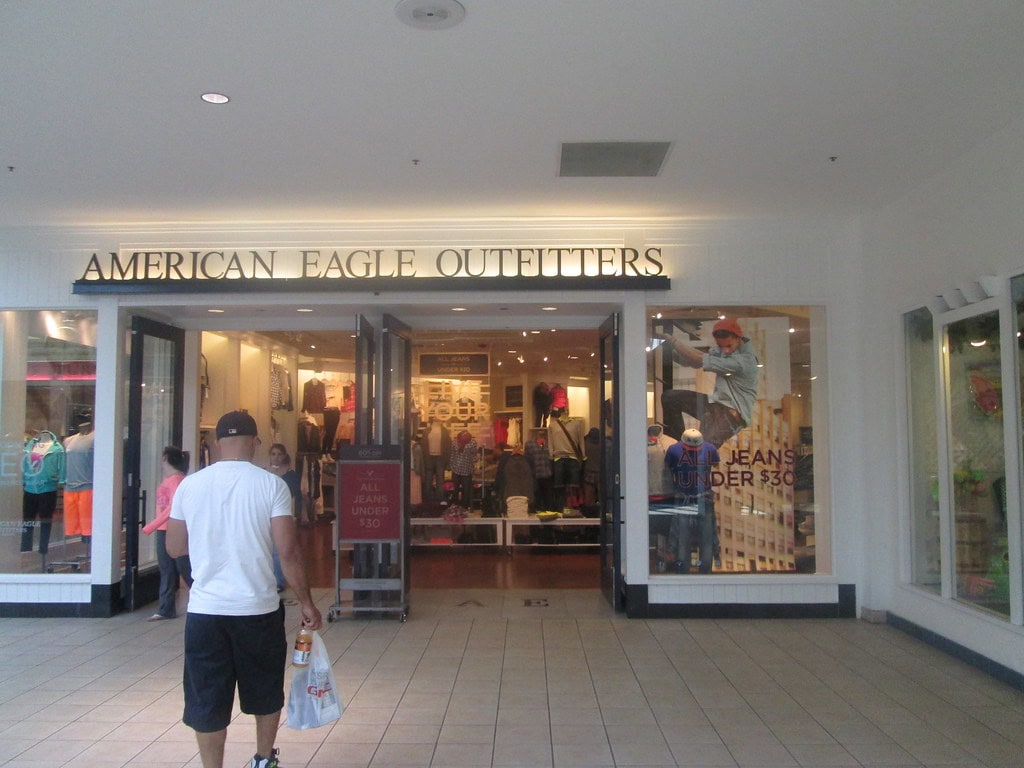 AMERICAN EAGLE OUTFITTERS
ALL JEANS
UNDER $30
ALL
JEANS
UNDER
$30
ALL JEANS
UNDER $30
A E